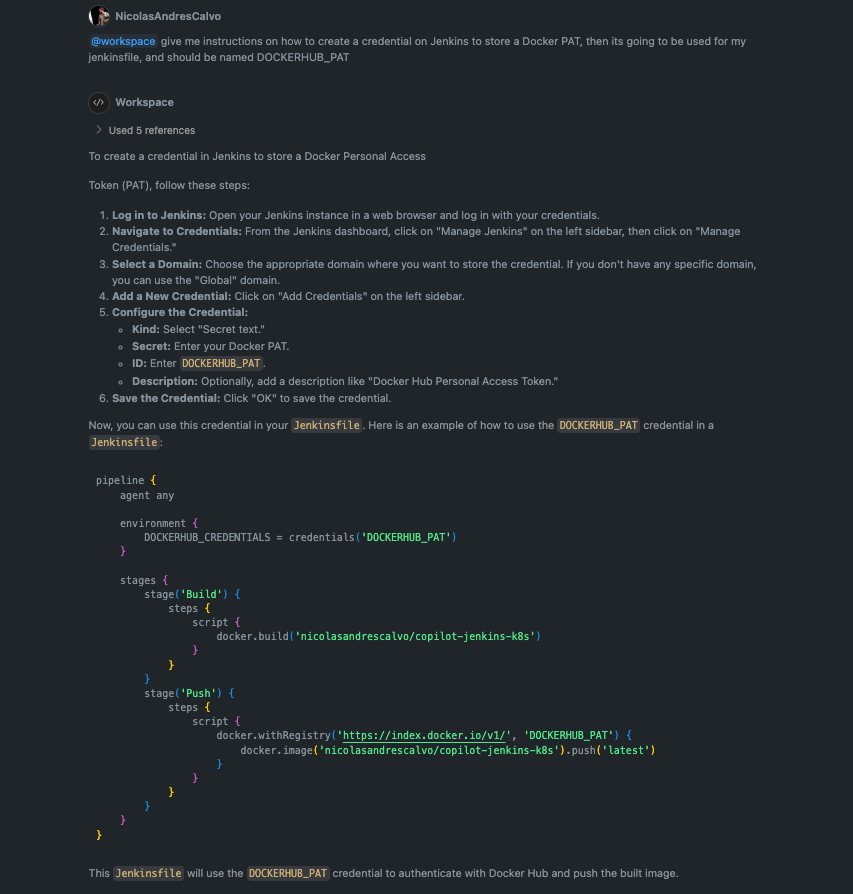 NicolasAndresCalvo
@workspace give me instructions on how to create a credential on Jenkins to store a Docker PAT, then its going to be used for my
jenkinsfile, and should be named DOCKERHUB_PAT
Workspace
Used 5 references
To create a credential in Jenkins to store a Docker Personal Access
Token (PAT), follow these steps:
1. Log in to Jenkins: Open your Jenkins instance in a web browser and log in with your credentials.
2. Navigate to Credentials: From the Jenkins dashboard, click on "Manage Jenkins" on the left sidebar, then click on "Manage
Credentials."
3. Select a Domain: Choose the appropriate domain where you want to store the credential. If you don't have any specific domain,
you can use the "Global" domain.
4. Add a New Credential: Click on "Add Credentials" on the left sidebar.
5. Configure the Credential:
Kind: Select "Secret text."
Secret: Enter your Docker PAT.
ID: Enter DOCKERHUB_PAT.
Description: Optionally, add a description like "Docker Hub Personal Access Token."
6. Save the Credential: Click "OK" to save the credential.
Now, you can use this credential in your Jenkinsfile. Here is an example of how to use the DOCKERHUB_PAT credential in a
Jenkinsfile:
pipeline {
    agent any
    environment {
        DOCKERHUB_CREDENTIALS = credentials('DOCKERHUB_PAT')
    }
    stages {
        stage('Build') {
            steps {
                script {
                    docker.build('nicolasandrescalvo/copilot-jenkins-k8s')
                }
            }
        }
        stage('Push') {
            steps {
                script {
                    docker.withRegistry('https://index.docker.io/v1/', 'DOCKERHUB_PAT') {
                        docker.image('nicolasandrescalvo/copilot-jenkins-k8s').push('latest')
                    }
                }
            }
        }
    }
}
This Jenkinsfile will use the DOCKERHUB_PAT credential to authenticate with Docker Hub and push the built image.